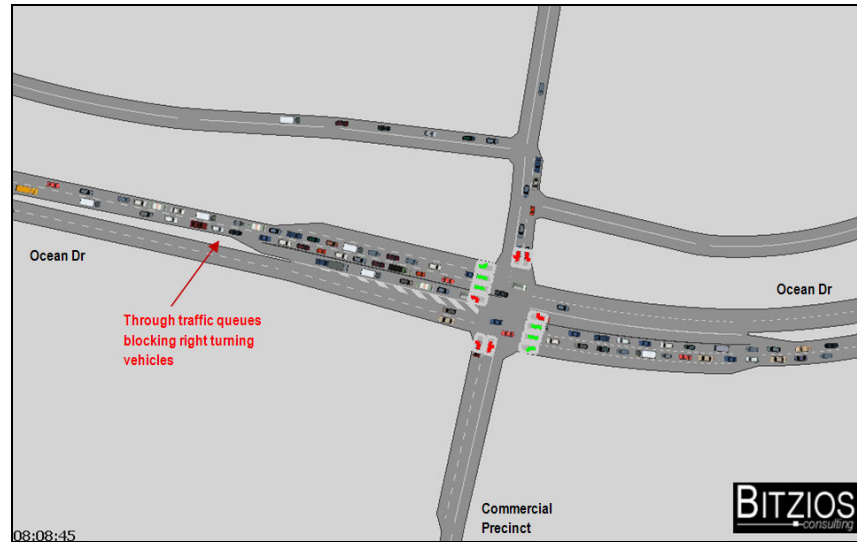 Ocean Dr
Ocean Dr
Through traffic queues
blocking right turning
vehicles
Commercial
Precinct
BITZIOS
consulting
08:08:45